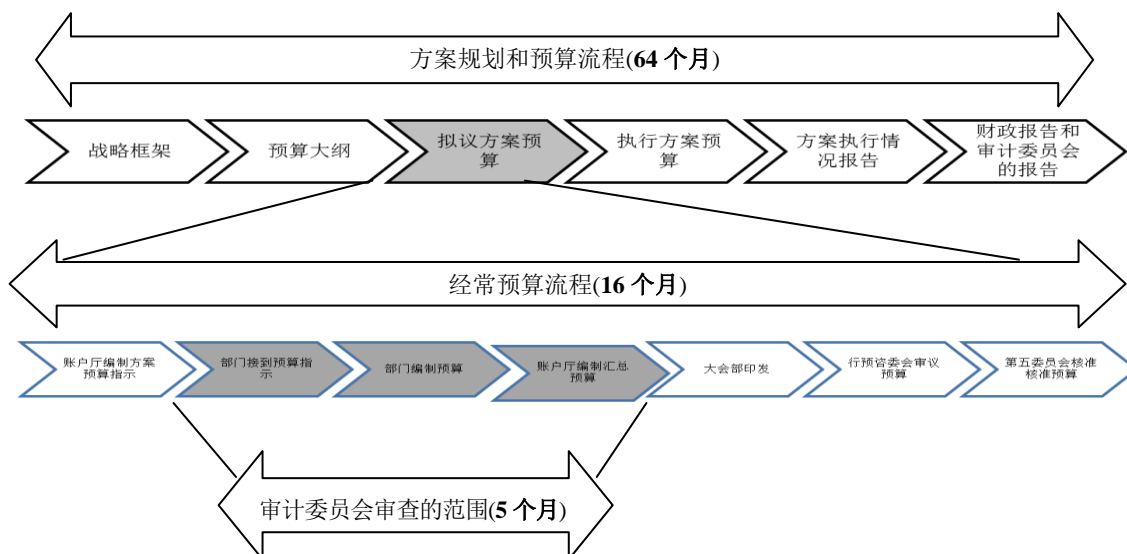 方案规划和预算流程(64 个月)
战略框架
预算大纲
拟议方案预
算
执行方案预
算
方案执行情
况报告
财政报告和
审计委员会
的报告
经常预算流程(16 个月)
账户厅编制方案
预算指示
部门接到预算指
示
部门编制预算
账户厅编制汇总
预算
大会部印发
行预咨委会审议
预算
第五委员会核准
核准预算
审计委员会审查的范围(5 个月)